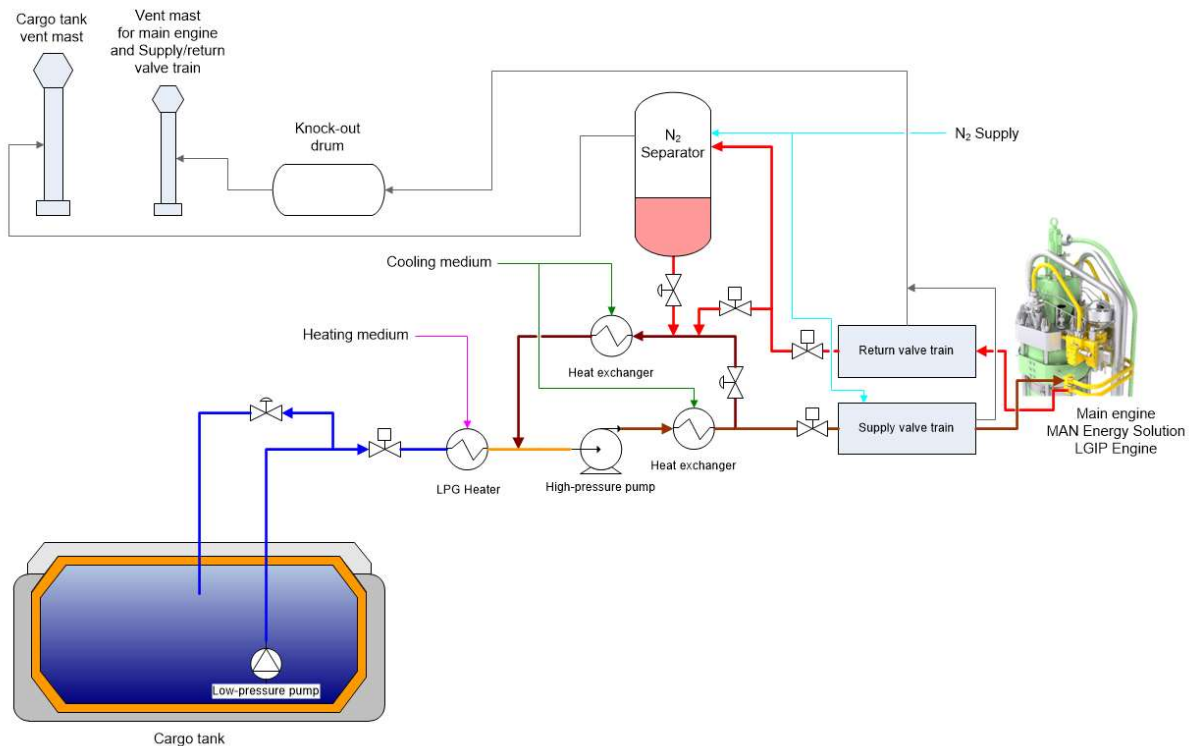 Cargo tank
vent mast
Vent mast
for main engine
and Supply/return
valve train
Knock-out
drum
N₂
Separator
N₂ Supply
Cooling medium
Heating medium
Heat exchanger
Return valve train
Supply valve train
Main engine
MAN Energy Solution
LGIP Engine
Heat exchanger
LPG Heater
High-pressure pump
Low-pressure pump
Cargo tank